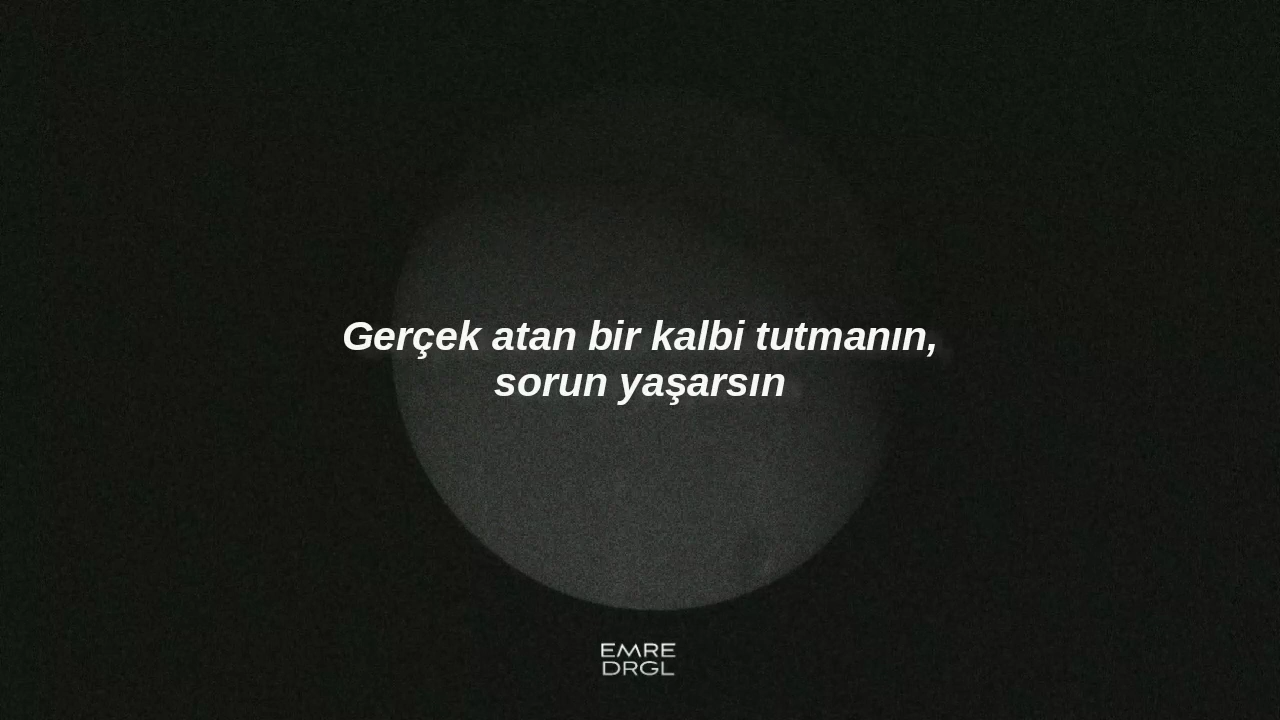 Gerçek atan bir kalbi tutmanın,
sorun yaşarsın
EMRE
DRGL